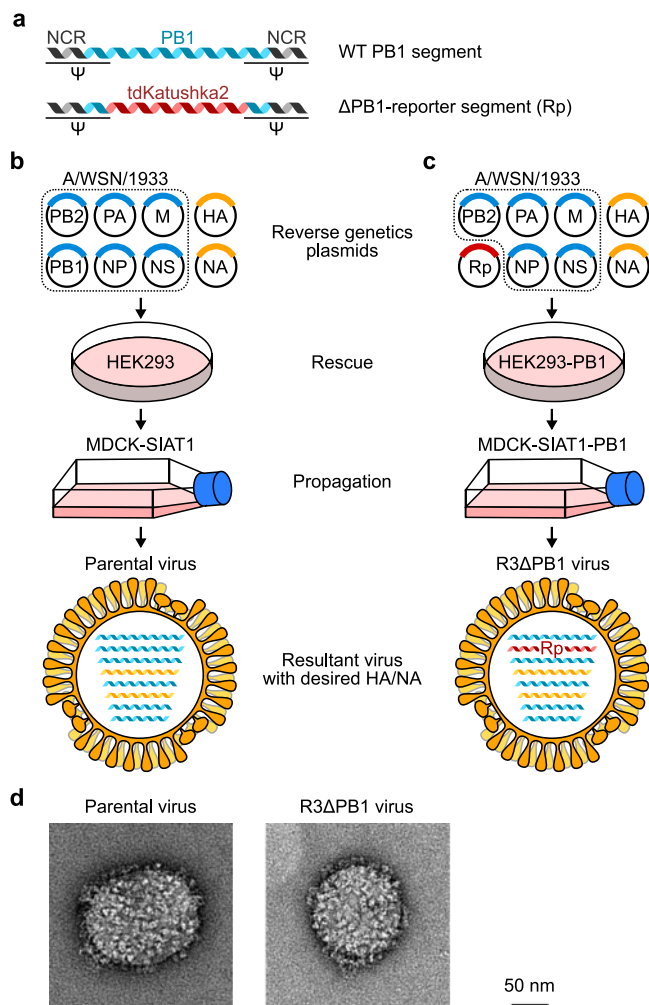 a
NCR PB1 NCR
Ψ Ψ
WT PB1 segment
tdKatushka2
Ψ Ψ
ΔPB1-reporter segment (Rp)
b
A/WSN/1933
PB2 PA M HA
PB1 NP NS NA
Reverse genetics
plasmids
c
A/WSN/1933
PB2 PA M HA
Rp NP NS NA
HEK293
Rescue
HEK293-PB1
MDCK-SIAT1
Propagation
MDCK-SIAT1-PB1
Parental virus
Resultant virus
with desired HA/NA
R3ΔPB1 virus
Rp
d
Parental virus
R3ΔPB1 virus
50 nm